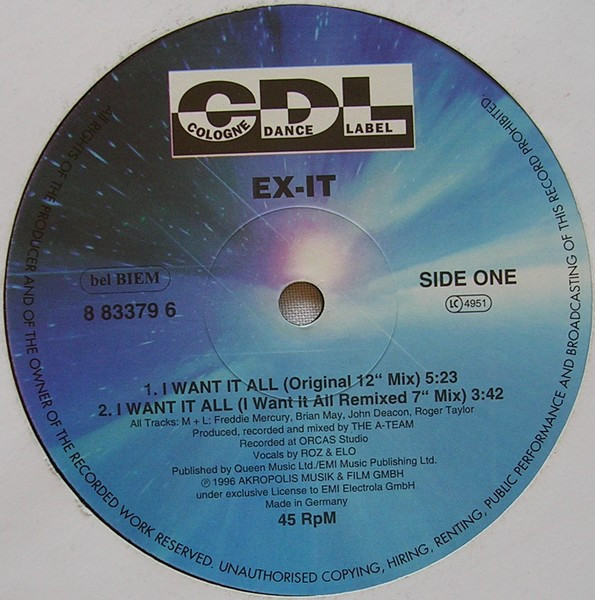 CDL
COLOGNE DANCE LABEL
EX-IT
bel BIEM
8 83379 6
SIDE ONE
LC 4951
1. I WANT IT ALL (Original 12“ Mix) 5:23
2. I WANT IT ALL (I Want it All Remixed 7“ Mix) 3:42
All Tracks: M + L: Freddie Mercury, Brian May, John Deacon, Roger Taylor
Produced, recorded and mixed by THE A-TEAM
Recorded at ORCAS Studio
Vocals by ROZ & ELO
Published by Queen Music Ltd./EMI Music Publishing Ltd.
℗ 1996 AKROPOLIS MUSIK & FILM GMBH
under exclusive License to EMI Electrola GmbH
Made in Germany
45 RpM
All RIGHTS OF THE PRODUCER AND OF THE OWNER OF THE RECORDED WORK RESERVED. UNAUTHORISED COPYING, HIRING, RENTING, PUBLIC PERFORMANCE AND BROADCASTING OF THIS RECORD PROHIBITED.